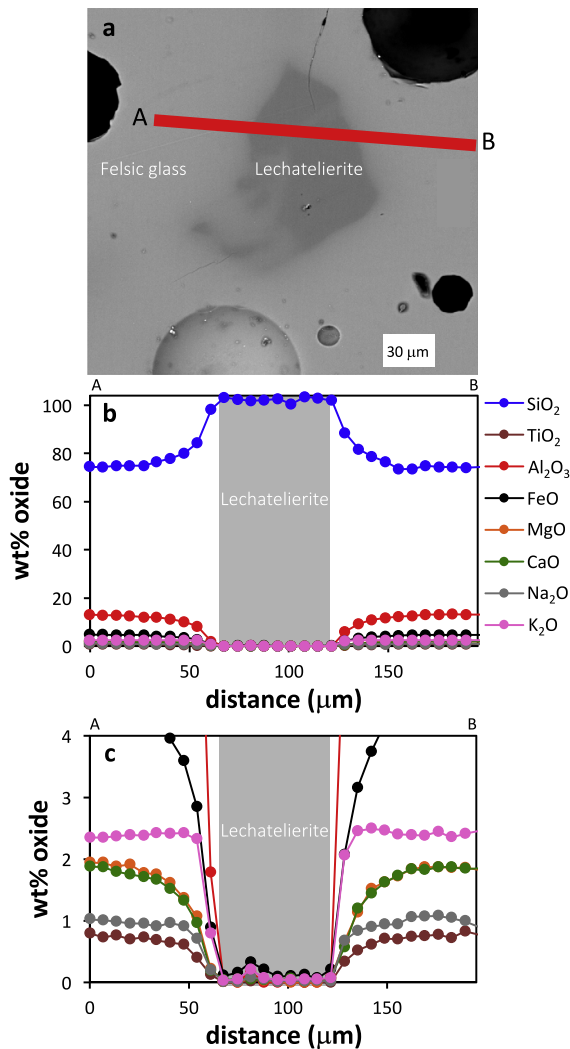 a
A
B
Felsic glass
Lechatelierite
30 μm
A
B
b
100
80
60
40
20
0
wt% oxide
Lechatelierite
0
50
100
150
distance (μm)
SiO₂
TiO₂
Al₂O₃
FeO
MgO
CaO
Na₂O
K₂O
A
B
c
4
3
2
1
0
wt% oxide
Lechatelierite
0
50
100
150
distance (μm)